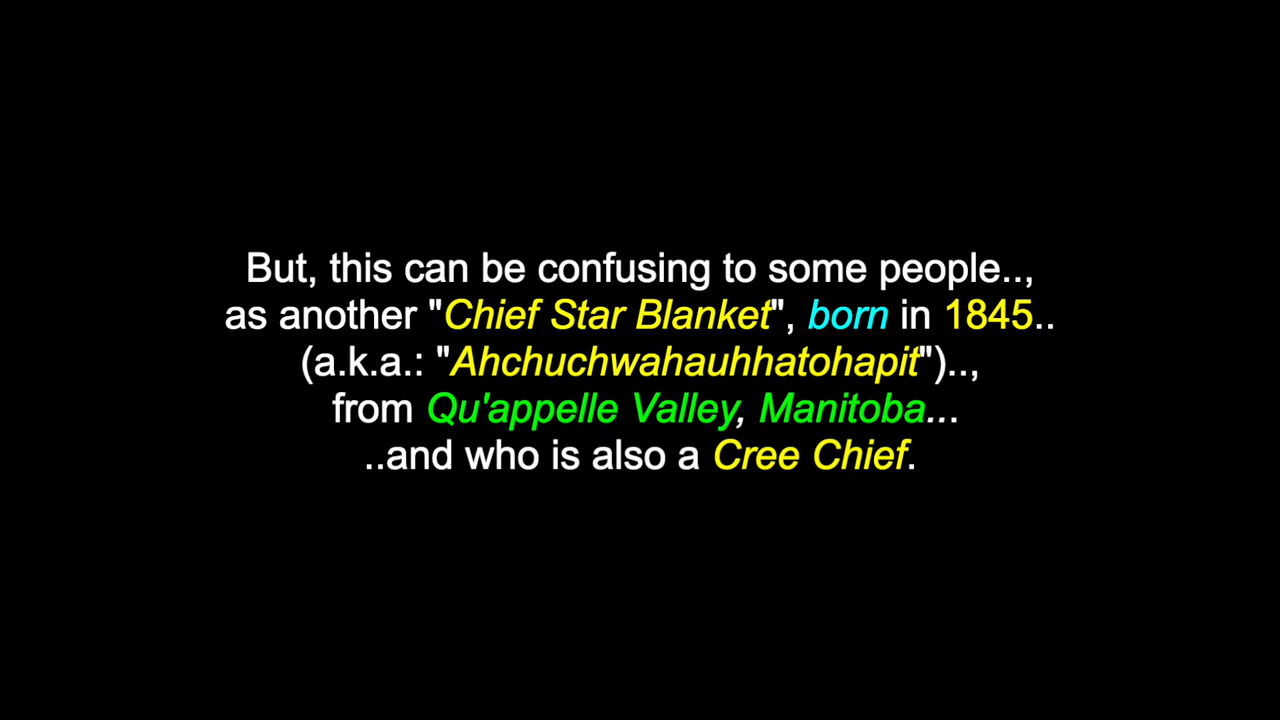 But, this can be confusing to some people..,
as another "Chief Star Blanket", born in 1845..
(a.k.a.: "Ahchuchwahauhhatohapit")..,
from Qu'appelle Valley, Manitoba...
..and who is also a Cree Chief.